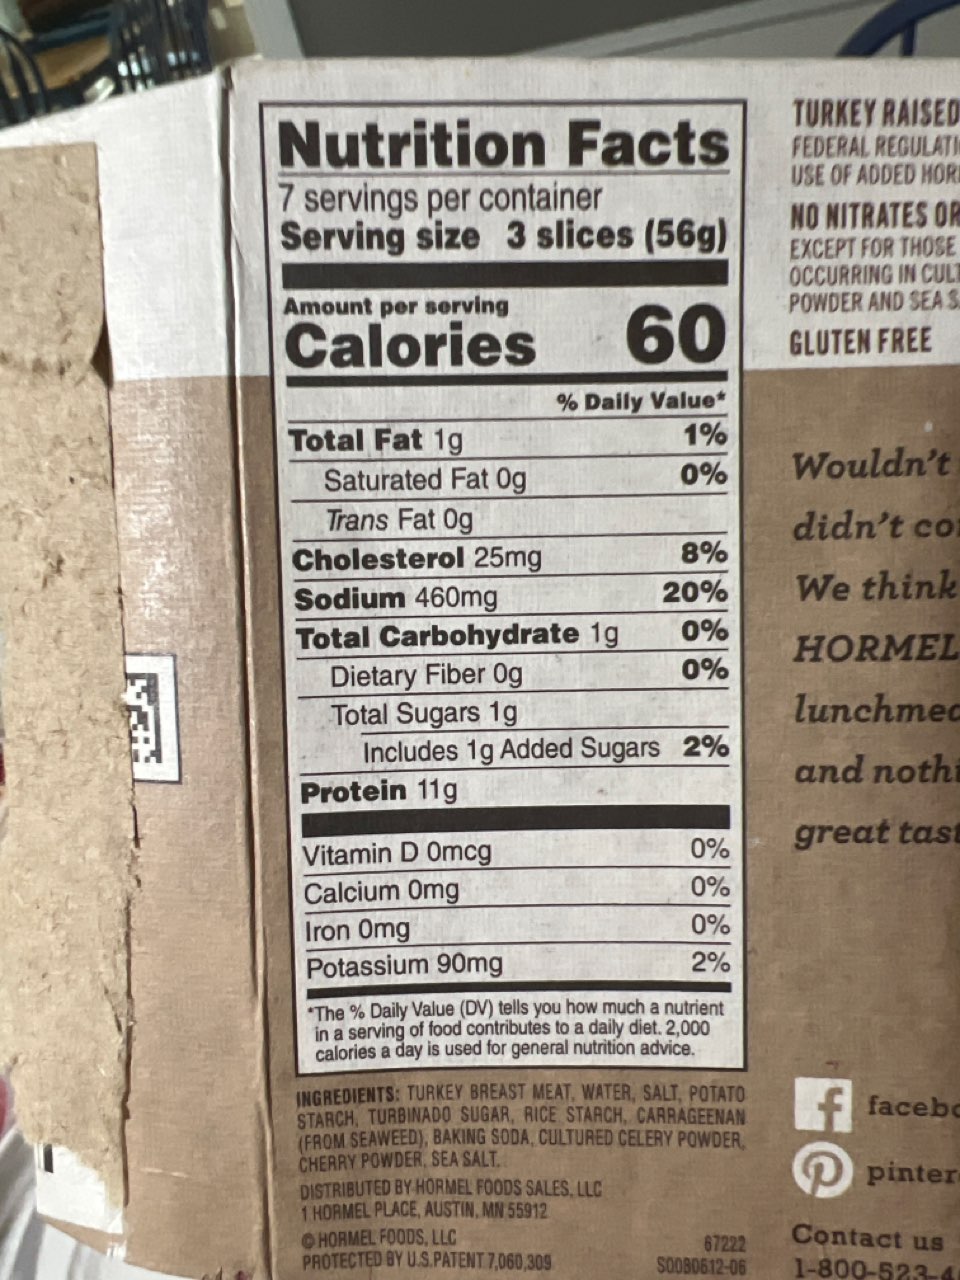 Nutrition Facts
7 servings per container
Serving size 3 slices (56g)
Amount per serving
Calories 60
% Daily Value*
Total Fat 1g 1%
Saturated Fat 0g 0%
Trans Fat 0g
Cholesterol 25mg 8%
Sodium 460mg 20%
Total Carbohydrate 1g 0%
Dietary Fiber 0g 0%
Total Sugars 1g
Includes 1g Added Sugars 2%
Protein 11g
Vitamin D 0mcg 0%
Calcium 0mg 0%
Iron 0mg 0%
Potassium 90mg 2%
*The % Daily Value (DV) tells you how much a nutrient
in a serving of food contributes to a daily diet. 2,000
calories a day is used for general nutrition advice.
INGREDIENTS: TURKEY BREAST MEAT, WATER, SALT, POTATO
STARCH, TURBINADO SUGAR, RICE STARCH, CARRAGEENAN
(FROM SEAWEED), BAKING SODA, CULTURED CELERY POWDER,
CHERRY POWDER, SEA SALT.
DISTRIBUTED BY HORMEL FOODS SALES, LLC
1 HORMEL PLACE, AUSTIN, MN 55912
© HORMEL FOODS, LLC 67222
PROTECTED BY U.S.PATENT 7,060,309 S0080612-06
TURKEY RAISED
FEDERAL REGULATI
USE OF ADDED HOR
NO NITRATES OR
EXCEPT FOR THOSE
OCCURRING IN CULT
POWDER AND SEA S
GLUTEN FREE
Wouldn't
didn't co
We think
HORMEL
lunchmea
and nothi
great tast
facebo
pinter
Contact us
1-800-523-4